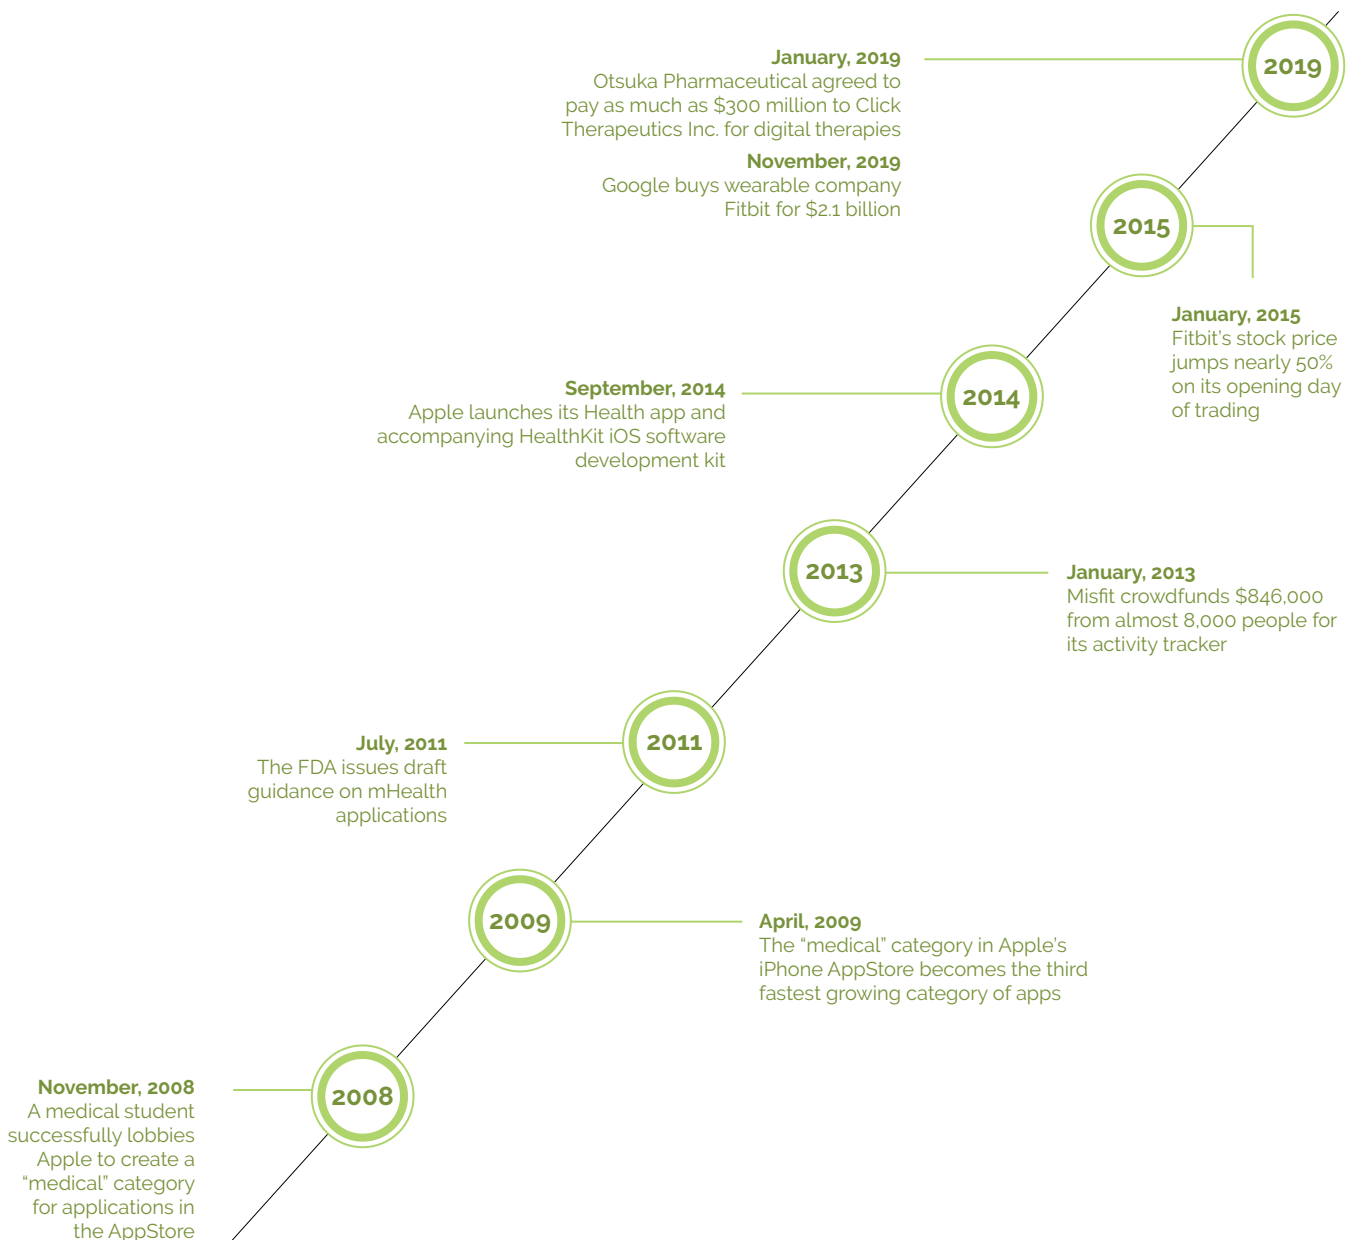 2019
January, 2019
Otsuka Pharmaceutical agreed to
pay as much as $300 million to Click
Therapeutics Inc. for digital therapies
November, 2019
Google buys wearable company
Fitbit for $2.1 billion
2015
January, 2015
Fitbit’s stock price
jumps nearly 50%
on its opening day
of trading
2014
September, 2014
Apple launches its Health app and
accompanying HealthKit iOS software
development kit
2013
January, 2013
Misfit crowdfunds $846,000
from almost 8,000 people for
its activity tracker
2011
July, 2011
The FDA issues draft
guidance on mHealth
applications
2009
April, 2009
The “medical” category in Apple’s
iPhone AppStore becomes the third
fastest growing category of apps
2008
November, 2008
A medical student
successfully lobbies
Apple to create a
“medical” category
for applications in
the AppStore